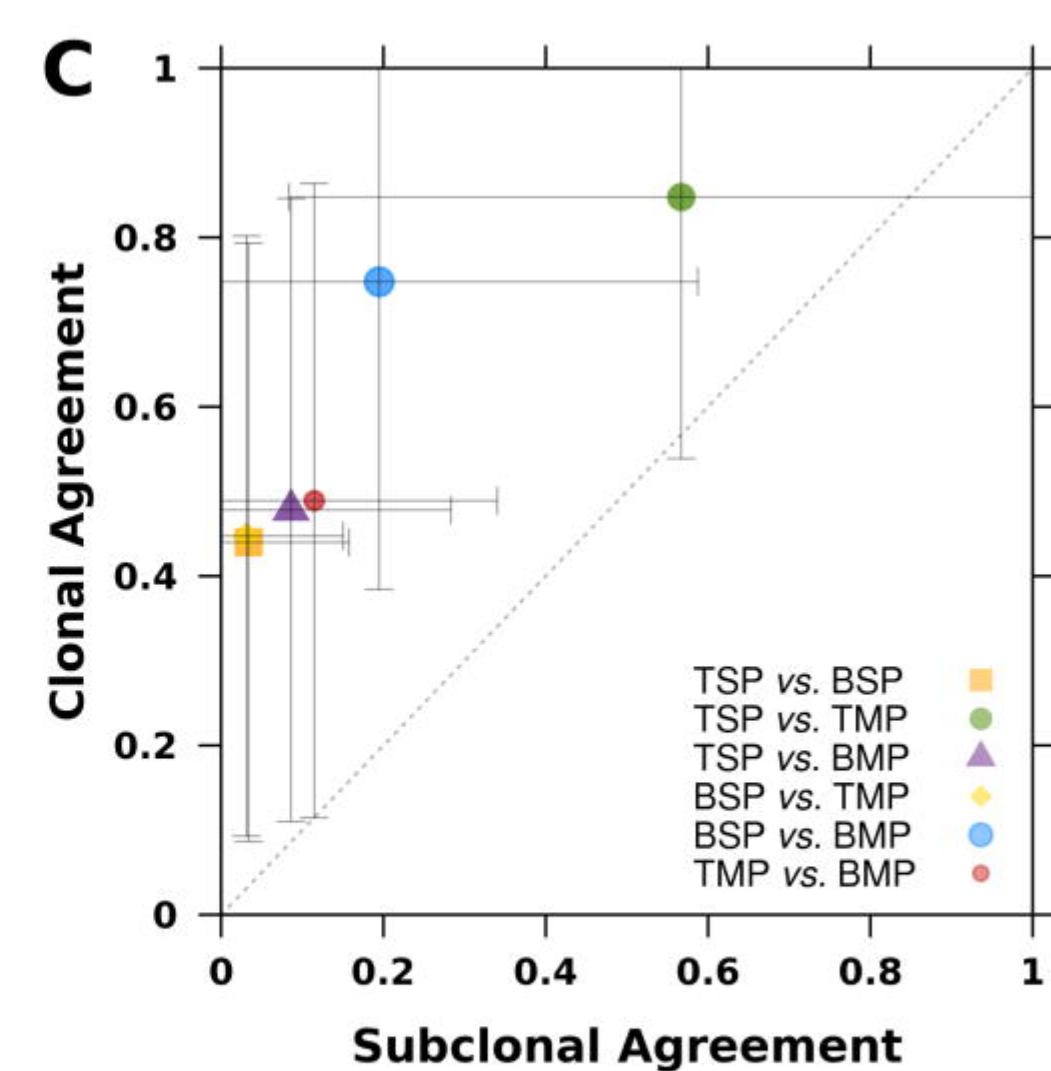 C
1
0.8
0.6
0.4
0.2
0
Clonal Agreement
TSP vs. BSP
TSP vs. TMP
TSP vs. BMP
BSP vs. TMP
BSP vs. BMP
TMP vs. BMP
0 0.2 0.4 0.6 0.8 1
Subclonal Agreement